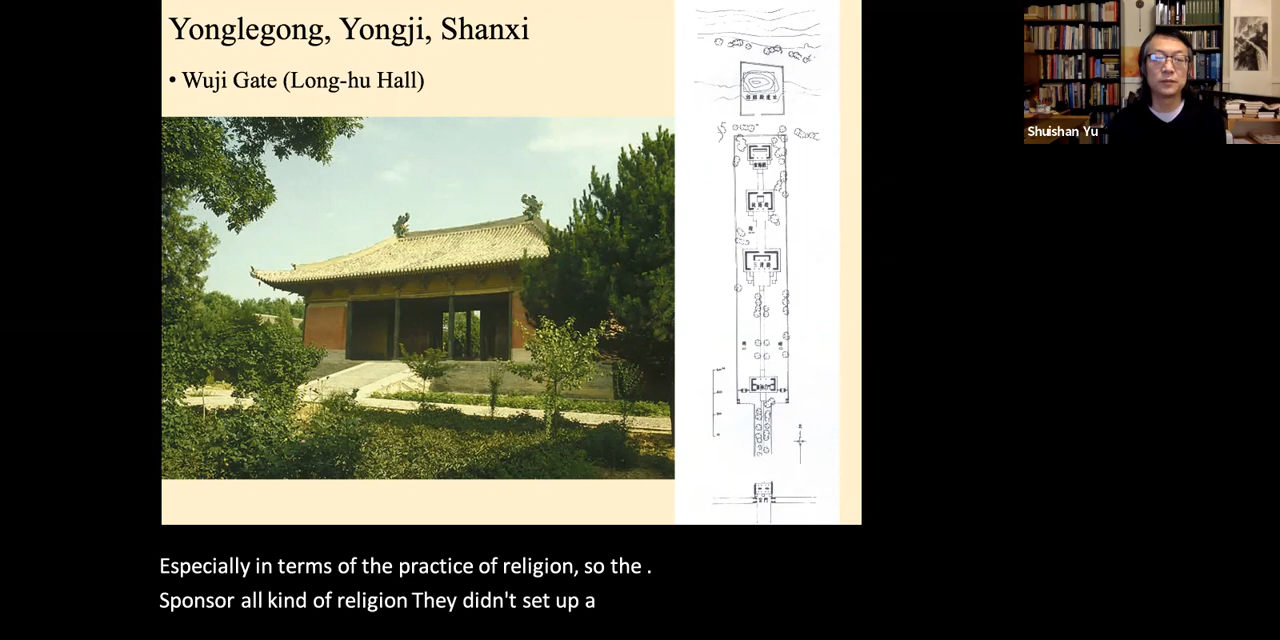 Yonglegong, Yongji, Shanxi
• Wuji Gate (Long-hu Hall)
Shuishan Yu
Especially in terms of the practice of religion, so the .
Sponsor all kind of religion They didn't set up a